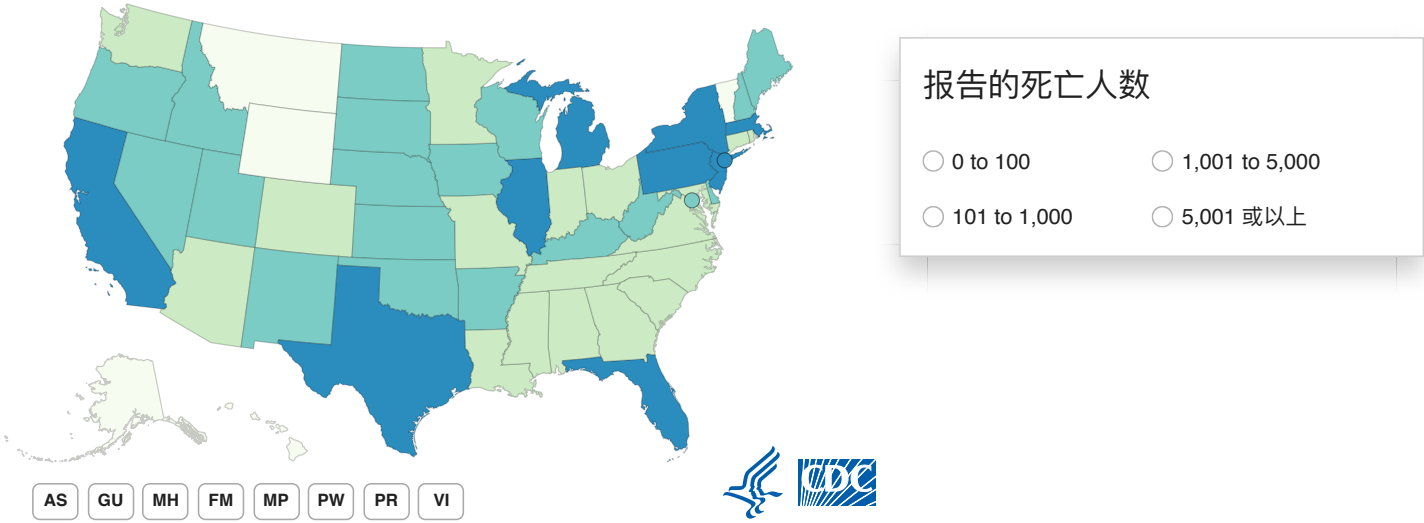 报告的死亡人数
0 to 100
1,001 to 5,000
101 to 1,000
5,001 或以上
AS GU MH FM MP PW PR VI
CDC